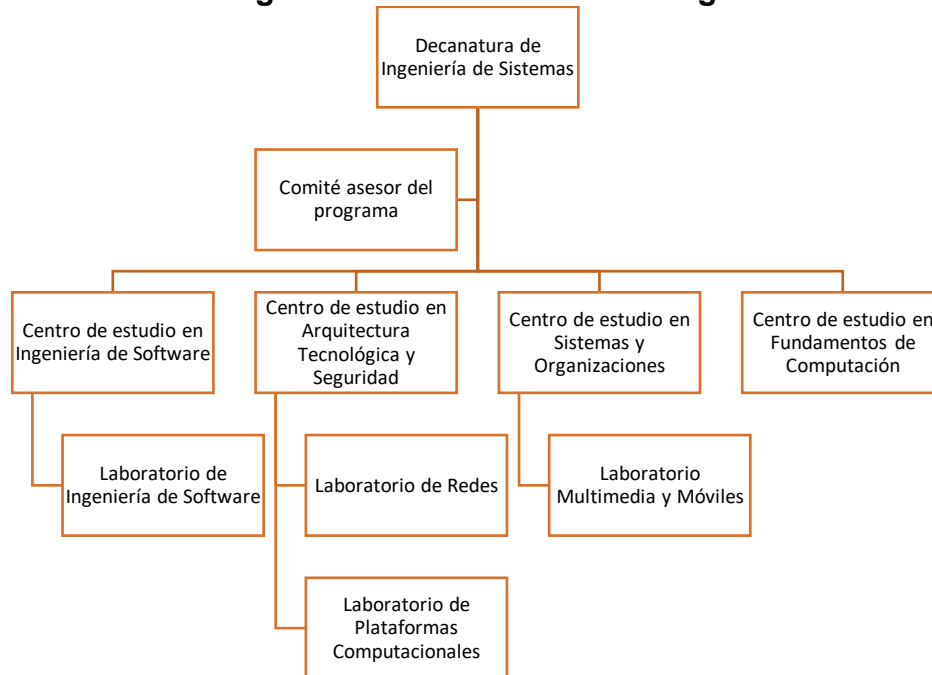 Decanatura de
Ingeniería de Sistemas
Comité asesor del
programa
Centro de estudio en
Ingeniería de Software
Centro de estudio en
Arquitectura
Tecnológica y
Seguridad
Centro de estudio en
Sistemas y
Organizaciones
Centro de estudio en
Fundamentos de
Computación
Laboratorio de
Ingeniería de Software
Laboratorio de Redes
Laboratorio
Multimedia y Móviles
Laboratorio de
Plataformas
Computacionales